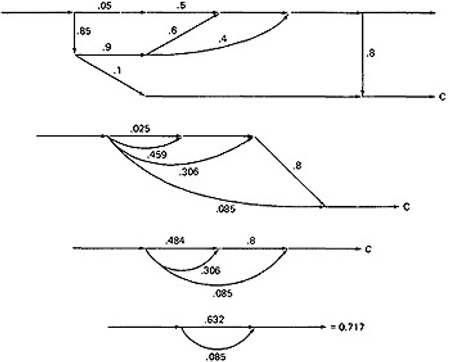 .05 .5
.85 .6
.9 .4 .8
.1
C
.025
.459
.306 .8
.085 C
.484 .8 C
.306
.085
.632
= 0.717
.085